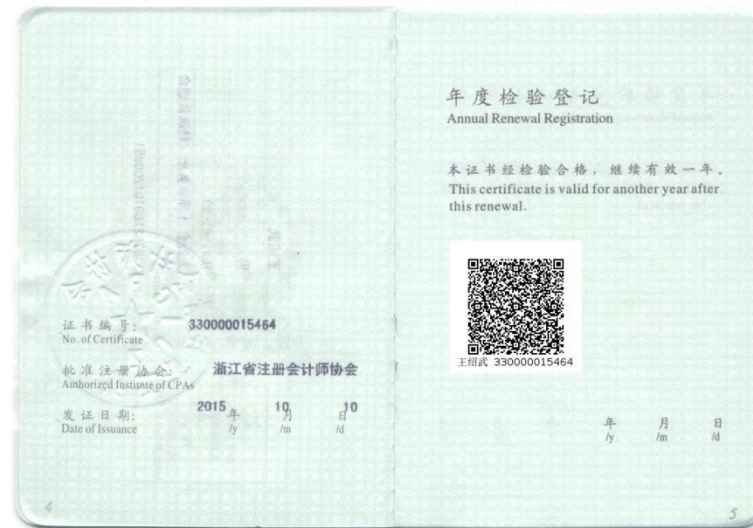 证书编号: 330000015464
No. of Certificate
批准注册协会: 浙江省注册会计师协会
Authorized Institute of CPAs
发证日期: 2015 年 10 月 10 日
Date of Issuance /y /m /d
4
年度检验登记
Annual Renewal Registration
本证书经检验合格，继续有效一年。
This certificate is valid for another year after
this renewal.
王绍武 330000015464
年 月 日
/y /m /d
5